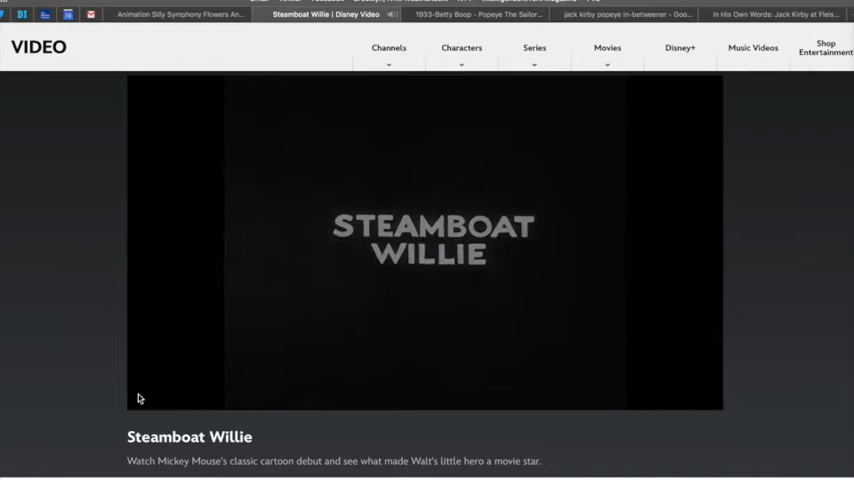 Animation Silly Symphony Flowers An...
Steamboat Willie | Disney Video
1933-Betty Boop - Popeye The Sailor...
jack kirby popeye in-betweener - Goo...
In His Own Words: Jack Kirby at Fleis...
VIDEO
Channels
Characters
Series
Movies
Disney+
Music Videos
Shop
Entertainment
STEAMBOAT
WILLIE
Steamboat Willie
Watch Mickey Mouse's classic cartoon debut and see what made Walt's little hero a movie star.